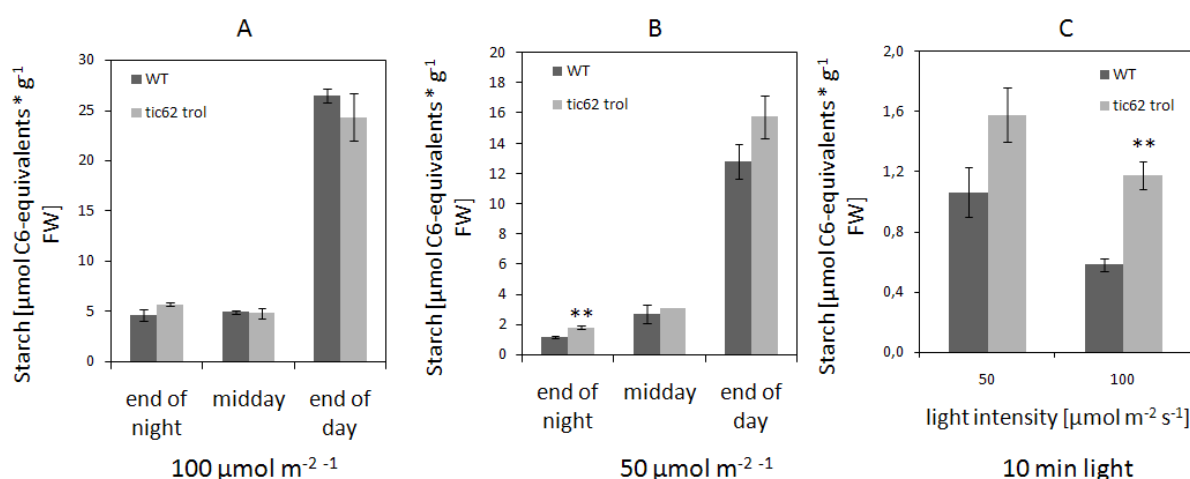 A
Starch [µmol C6-equivalents * g-1
FW]
30
25
20
15
10
5
0
WT
tic62 trol
end of
night
midday
end of
day
100 µmol m-2 -1
B
Starch [µmol C6-equivalents * g-1
FW]
20
18
16
14
12
10
8
6
4
2
0
WT
tic62 trol
**
end of
night
midday
end of
day
50 µmol m-2 -1
C
Starch [µmol C6-equivalents * g-1
FW]
2,0
1,6
1,2
0,8
0,4
0,0
WT
tic62 trol
**
50
100
light intensity [µmol m-2 s-1]
10 min light